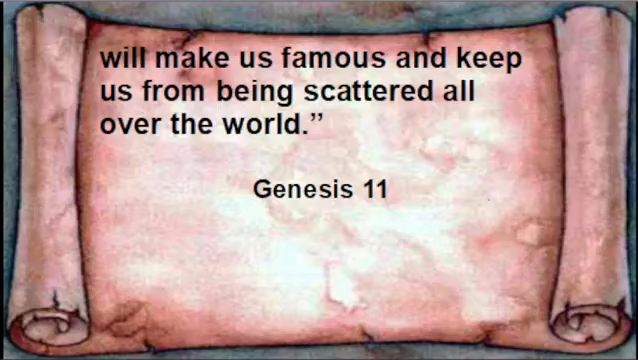 will make us famous and keep
us from being scattered all
over the world.”
Genesis 11